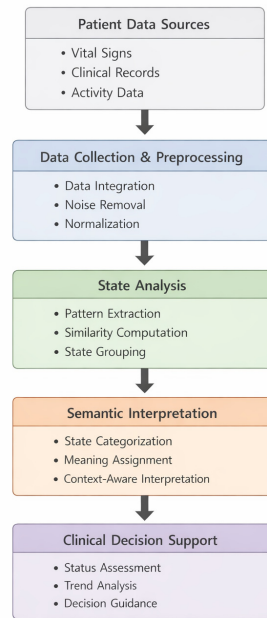 Patient Data Sources
• Vital Signs
• Clinical Records
• Activity Data
Data Collection & Preprocessing
• Data Integration
• Noise Removal
• Normalization
State Analysis
• Pattern Extraction
• Similarity Computation
• State Grouping
Semantic Interpretation
• State Categorization
• Meaning Assignment
• Context-Aware Interpretation
Clinical Decision Support
• Status Assessment
• Trend Analysis
• Decision Guidance